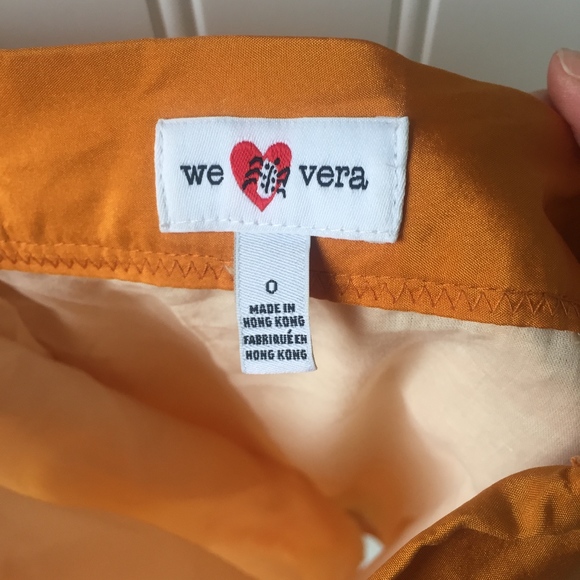 we vera
0
MADE IN
HONG KONG
FABRIQUÉ EN
HONG KONG